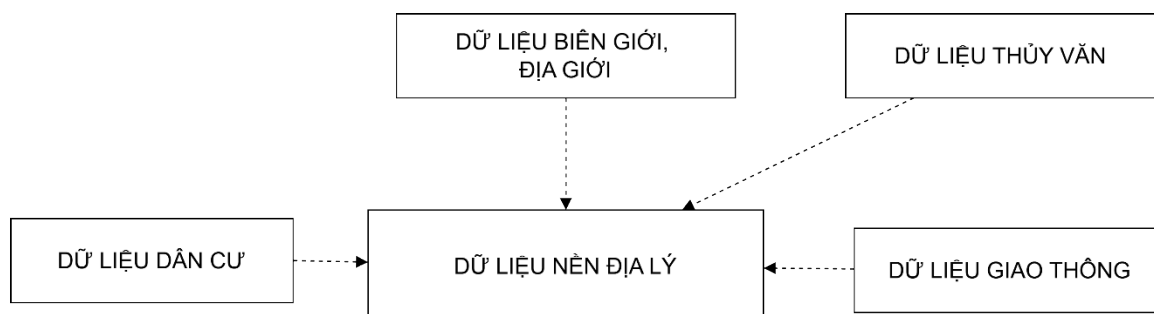 DỮ LIỆU BIÊN GIỚI,
ĐỊA GIỚI
DỮ LIỆU THỦY VĂN
DỮ LIỆU DÂN CƯ
DỮ LIỆU NỀN ĐỊA LÝ
DỮ LIỆU GIAO THÔNG